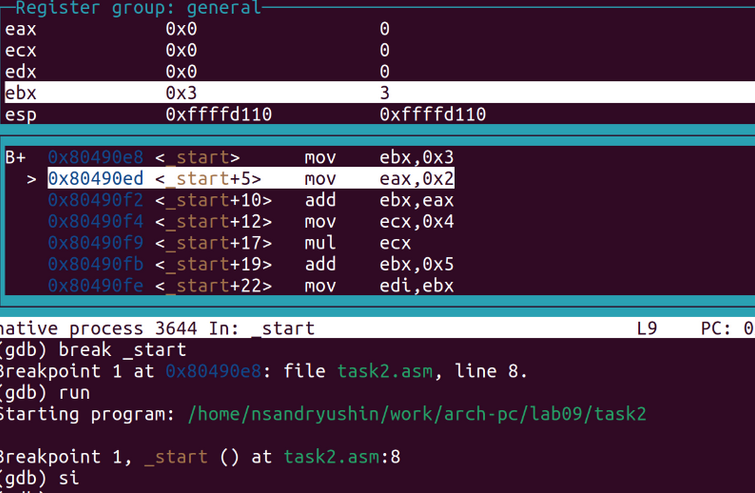 Register group: general
eax 0x0 0
ecx 0x0 0
edx 0x0 0
ebx 0x3 3
esp 0xffffd110 0xffffd110
B+ 0x80490e8 <_start> mov ebx,0x3
> 0x80490ed <_start+5> mov eax,0x2
0x80490f2 <_start+10> add ebx,eax
0x80490f4 <_start+12> mov ecx,0x4
0x80490f9 <_start+17> mul ecx
0x80490fb <_start+19> add ebx,0x5
0x80490fe <_start+22> mov edi,ebx
native process 3644 In: _start L9 PC: 0
(gdb) break _start
Breakpoint 1 at 0x80490e8: file task2.asm, line 8.
(gdb) run
Starting program: /home/nsandryushin/work/arch-pc/lab09/task2
Breakpoint 1, _start () at task2.asm:8
(gdb) si